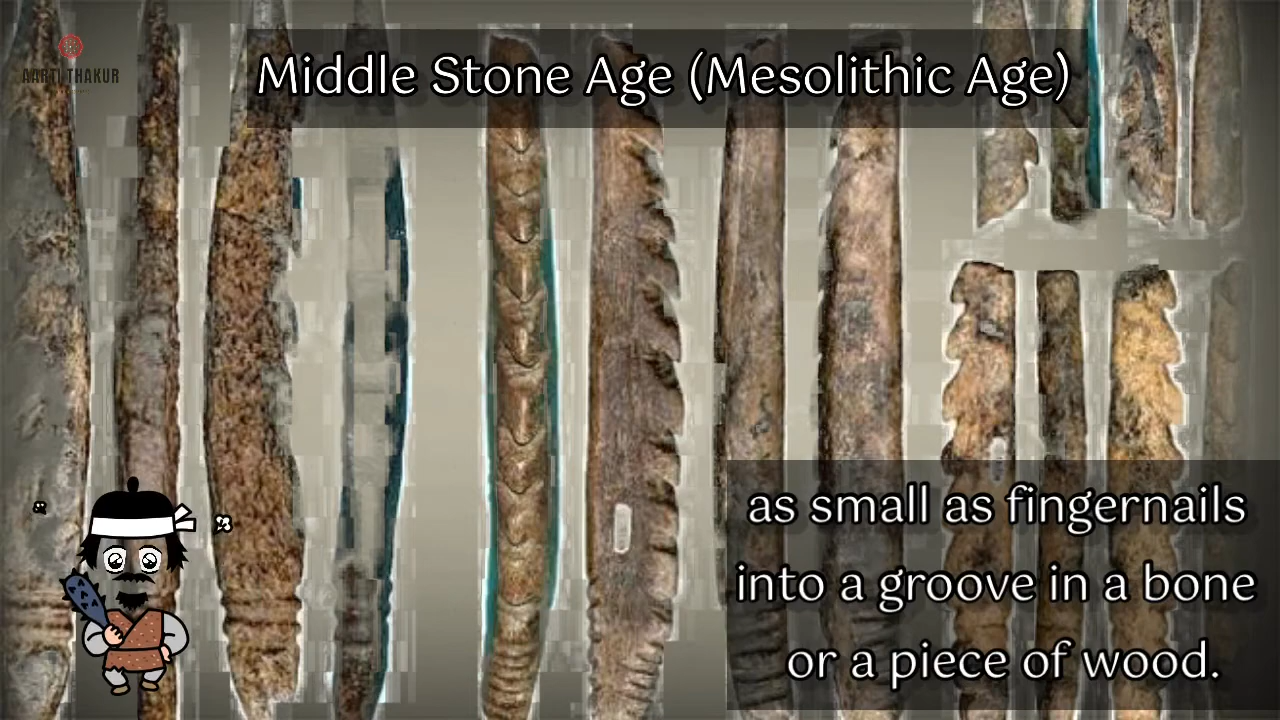 AARTI THAKUR
Middle Stone Age (Mesolithic Age)
as small as fingernails
into a groove in a bone
or a piece of wood.